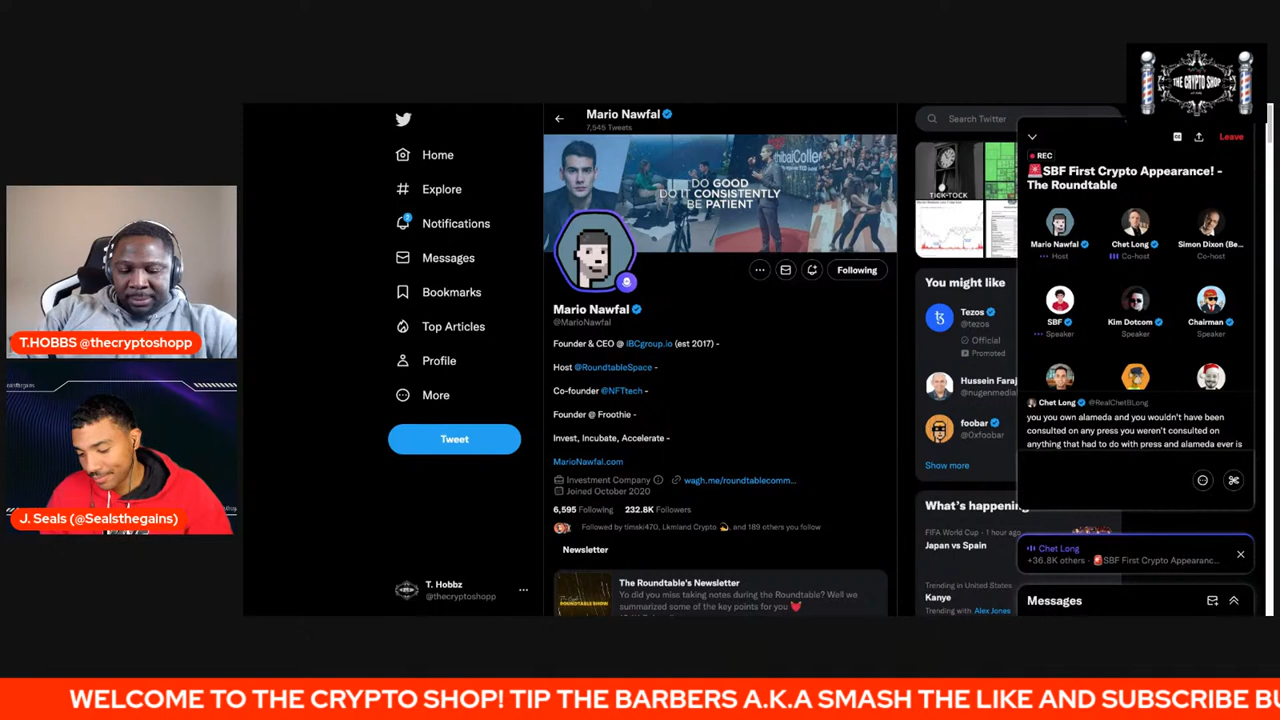 THE CRYPTO SHOP
T.HOBBS @thecryptoshopp
J. Seals (@Sealsthegains)
Home
Explore
2
Notifications
Messages
Bookmarks
Top Articles
Profile
More
Tweet
T. Hobbz
@thecryptoshopp
Mario Nawfal
7,545 Tweets
DO GOOD
DO IT CONSISTENTLY
BE PATIENT
Following
Mario Nawfal
@MarioNawfal
Founder & CEO @ IBCgroup.io (est 2017) -
Host @RoundtableSpace -
Co-founder @NFTtech -
Founder @ Froothie -
Invest, Incubate, Accelerate -
MarioNawfal.com
Investment Company
wagh.me/roundtablecomm...
Joined October 2020
6,595 Following 232.8K Followers
Followed by timski470, Lkmland Crypto, and 189 others you follow
Newsletter
ROUNDTABLE SHOW
The Roundtable's Newsletter
Yo did you miss taking notes during the Roundtable? Well we
summarized some of the key points for you
Search Twitter
TICK-TOCK
You might like
Tezos
@tezos
Official
Promoted
Hussein Faraj
@nugenmedia
foobar
@0xfoobar
Show more
What's happening
FIFA World Cup · 1 hour ago
Japan vs Spain
Trending in United States
Kanye
Trending with Alex Jones
Leave
REC
SBF First Crypto Appearance! -
The Roundtable
Mario Nawfal
Host
Chet Long
Co-host
Simon Dixon (Be...
Co-host
SBF
Speaker
Kim Dotcom
Speaker
Chairman
Speaker
Chet Long @RealChetBLong
you you own alameda and you wouldn't have been
consulted on any press you weren't consulted on
anything that had to do with press and alameda ever is
Chet Long
+36.8K others · SBF First Crypto Appearanc...
Messages
WELCOME TO THE CRYPTO SHOP! TIP THE BARBERS A.K.A SMASH THE LIKE AND SUBSCRIBE BU